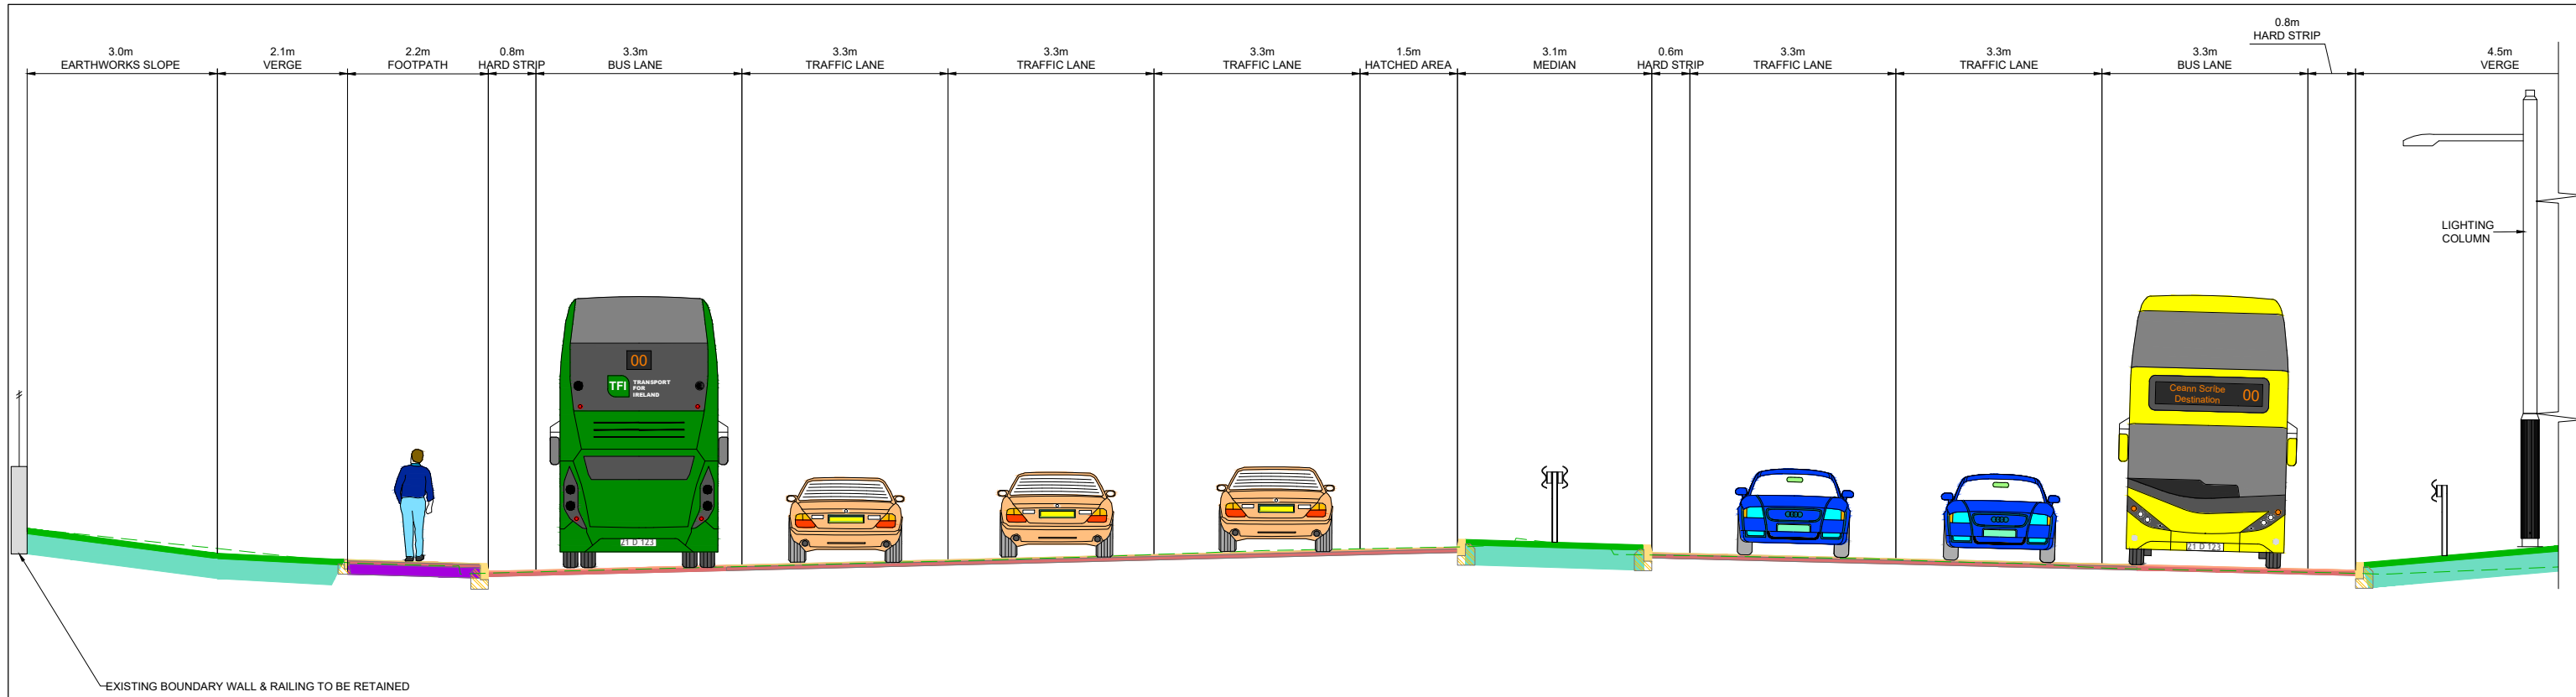 0.8m
HARD STRIP
3.0m
EARTHWORKS SLOPE
2.1m
VERGE
2.2m
FOOTPATH
0.8m
HARD STRIP
3.3m
BUS LANE
3.3m
TRAFFIC LANE
3.3m
TRAFFIC LANE
3.3m
TRAFFIC LANE
1.5m
HATCHED AREA
3.1m
MEDIAN
0.6m
HARD STRIP
3.3m
TRAFFIC LANE
3.3m
TRAFFIC LANE
3.3m
BUS LANE
4.5m
VERGE
LIGHTING
COLUMN
00
TFI
TRANSPORT
FOR
IRELAND
21 D 123
Ceann Scríbe
Destination
00
21 D 123
EXISTING BOUNDARY WALL & RAILING TO BE RETAINED